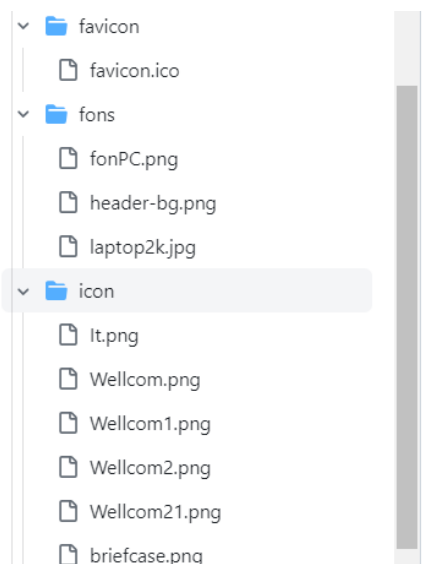 favicon
favicon.ico
fons
fonPC.png
header-bg.png
laptop2k.jpg
icon
It.png
Wellcom.png
Wellcom1.png
Wellcom2.png
Wellcom21.png
briefcase.png